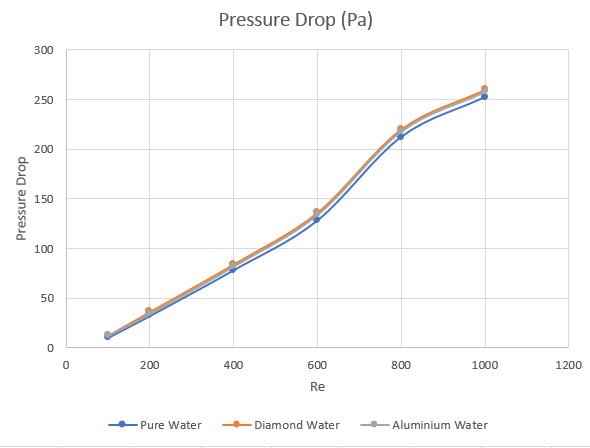 Pressure Drop (Pa)
300
250
200
150
100
50
0
Pressure Drop
0 200 400 600 800 1000 1200
Re
Pure Water Diamond Water Aluminium Water